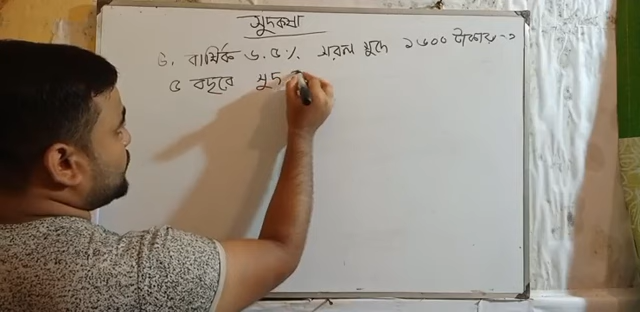 সুদকষা
৬. বার্ষিক ৬.৫% সরল সুদে ১৬০০ টাকার
৫ বছরে সুদ